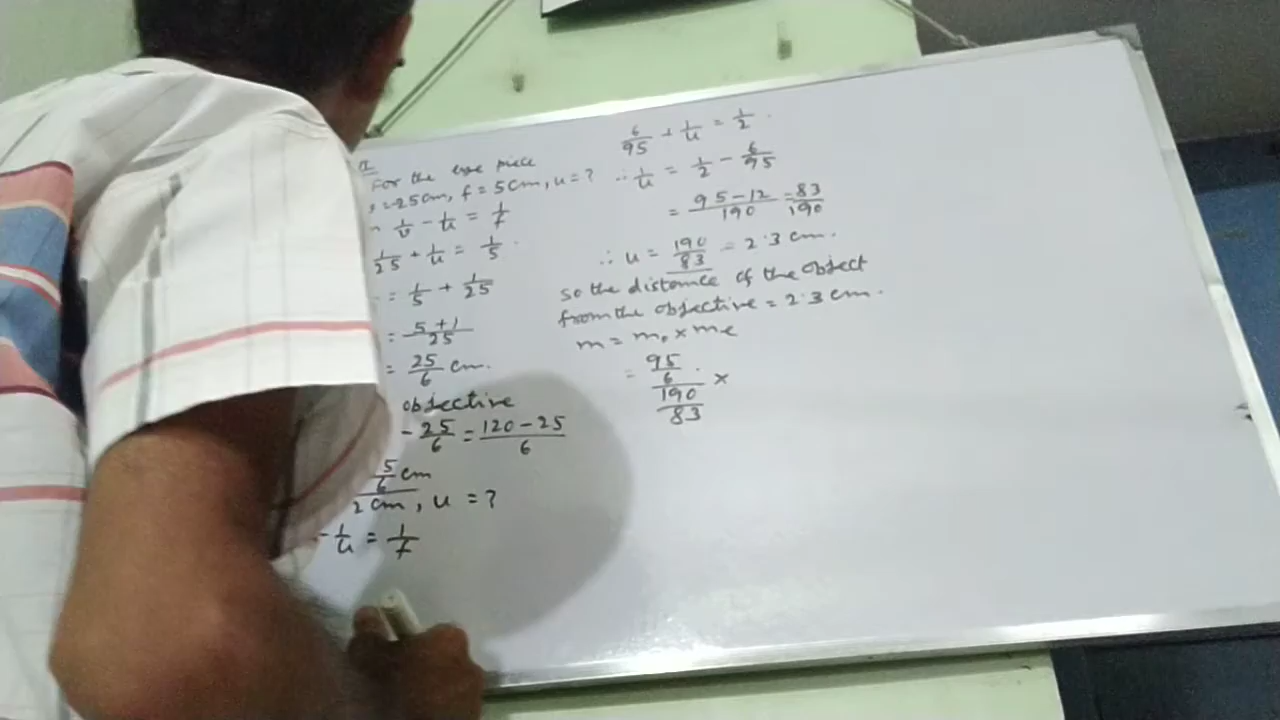 For the eye piece
= -25cm, f = 5cm, u = ?
1/v - 1/u = 1/f
1/25 + 1/u = 1/5
= 1/5 + 1/25
= 5+1/25
= 25/6 cm.
objective
- 25/6 = 120-25/6
5/6 cm
2 cm, u = ?
- 1/u = 1/f
6/95 + 1/u = 1/2
∴ 1/u = 1/2 - 6/95
= 95-12/190 = 83/190
∴ u = 190/83 = 2.3 cm.
so the distance of the object
from the objective = 2.3 cm.
m = mo × me
= 95/6 / 190/83 ×